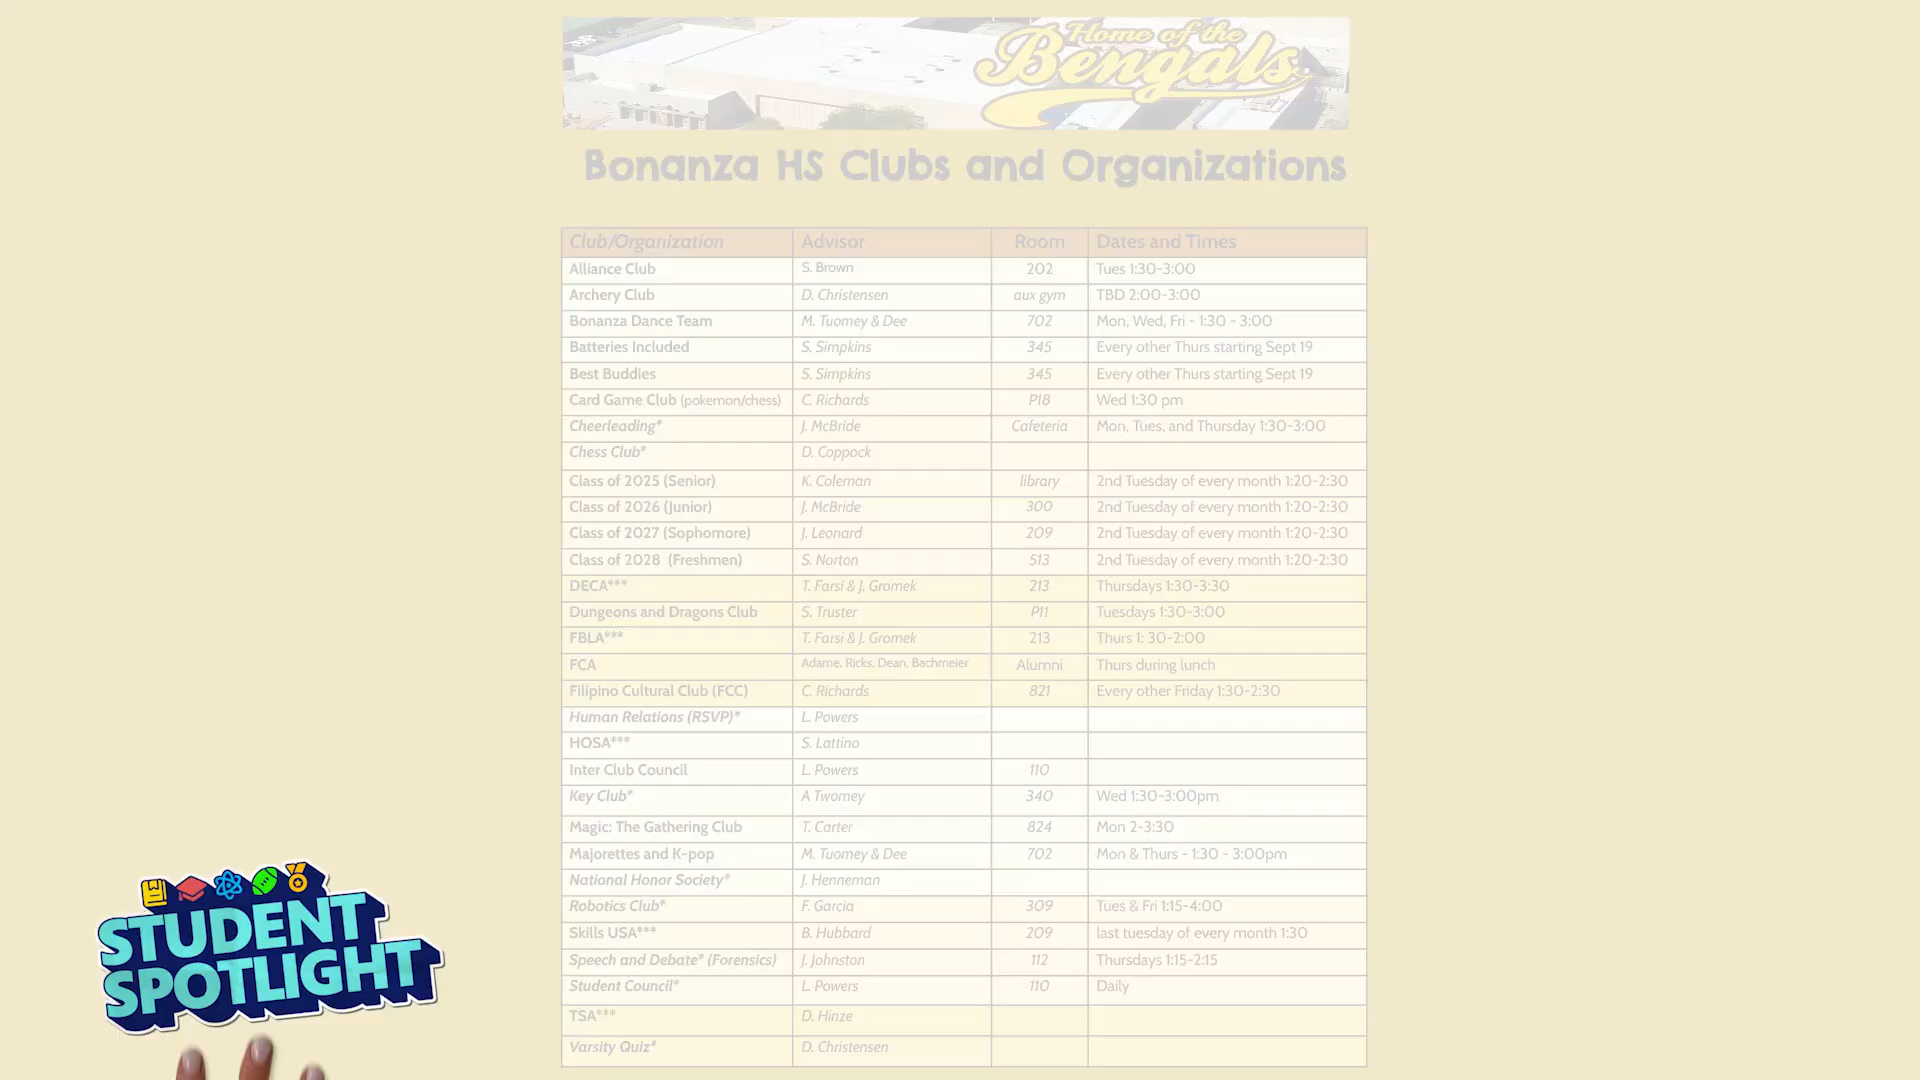 Home of the
Bengals
Bonanza HS Clubs and Organizations
Club/Organization Advisor Room Dates and Times
Alliance Club S. Brown 202 Tues 1:30-3:00
Archery Club D. Christensen aux gym TBD 2:00-3:00
Bonanza Dance Team M. Tuomey & Dee 702 Mon, Wed, Fri - 1:30 - 3:00
Batteries Included S. Simpkins 345 Every other Thurs starting Sept 19
Best Buddies S. Simpkins 345 Every other Thurs starting Sept 19
Card Game Club (pokemon/chess) C. Richards P18 Wed 1:30 pm
Cheerleading* J. McBride Cafeteria Mon, Tues, and Thursday 1:30-3:00
Chess Club* D. Coppock
Class of 2025 (Senior) K. Coleman library 2nd Tuesday of every month 1:20-2:30
Class of 2026 (Junior) J. McBride 300 2nd Tuesday of every month 1:20-2:30
Class of 2027 (Sophomore) J. Leonard 209 2nd Tuesday of every month 1:20-2:30
Class of 2028 (Freshmen) S. Norton 513 2nd Tuesday of every month 1:20-2:30
DECA*** T. Farsi & J. Gromek 213 Thursdays 1:30-3:30
Dungeons and Dragons Club S. Truster P11 Tuesdays 1:30-3:00
FBLA*** T. Farsi & J. Gromek 213 Thurs 1: 30-2:00
FCA Adame, Ricks, Dean, Bachmeier Alumni Thurs during lunch
Filipino Cultural Club (FCC) C. Richards 821 Every other Friday 1:30-2:30
Human Relations (RSVP)* L. Powers
HOSA*** S. Lattino
Inter Club Council L. Powers 110
Key Club* A Twomey 340 Wed 1:30-3:00pm
Magic: The Gathering Club T. Carter 824 Mon 2-3:30
Majorettes and K-pop M. Tuomey & Dee 702 Mon & Thurs - 1:30 - 3:00pm
National Honor Society* J. Henneman
Robotics Club* F. Garcia 309 Tues & Fri 1:15-4:00
Skills USA*** B. Hubbard 209 last tuesday of every month 1:30
Speech and Debate* (Forensics) J. Johnston 112 Thursdays 1:15-2:15
Student Council* L. Powers 110 Daily
TSA*** D. Hinze
Varsity Quiz* D. Christensen
STUDENT
SPOTLIGHT